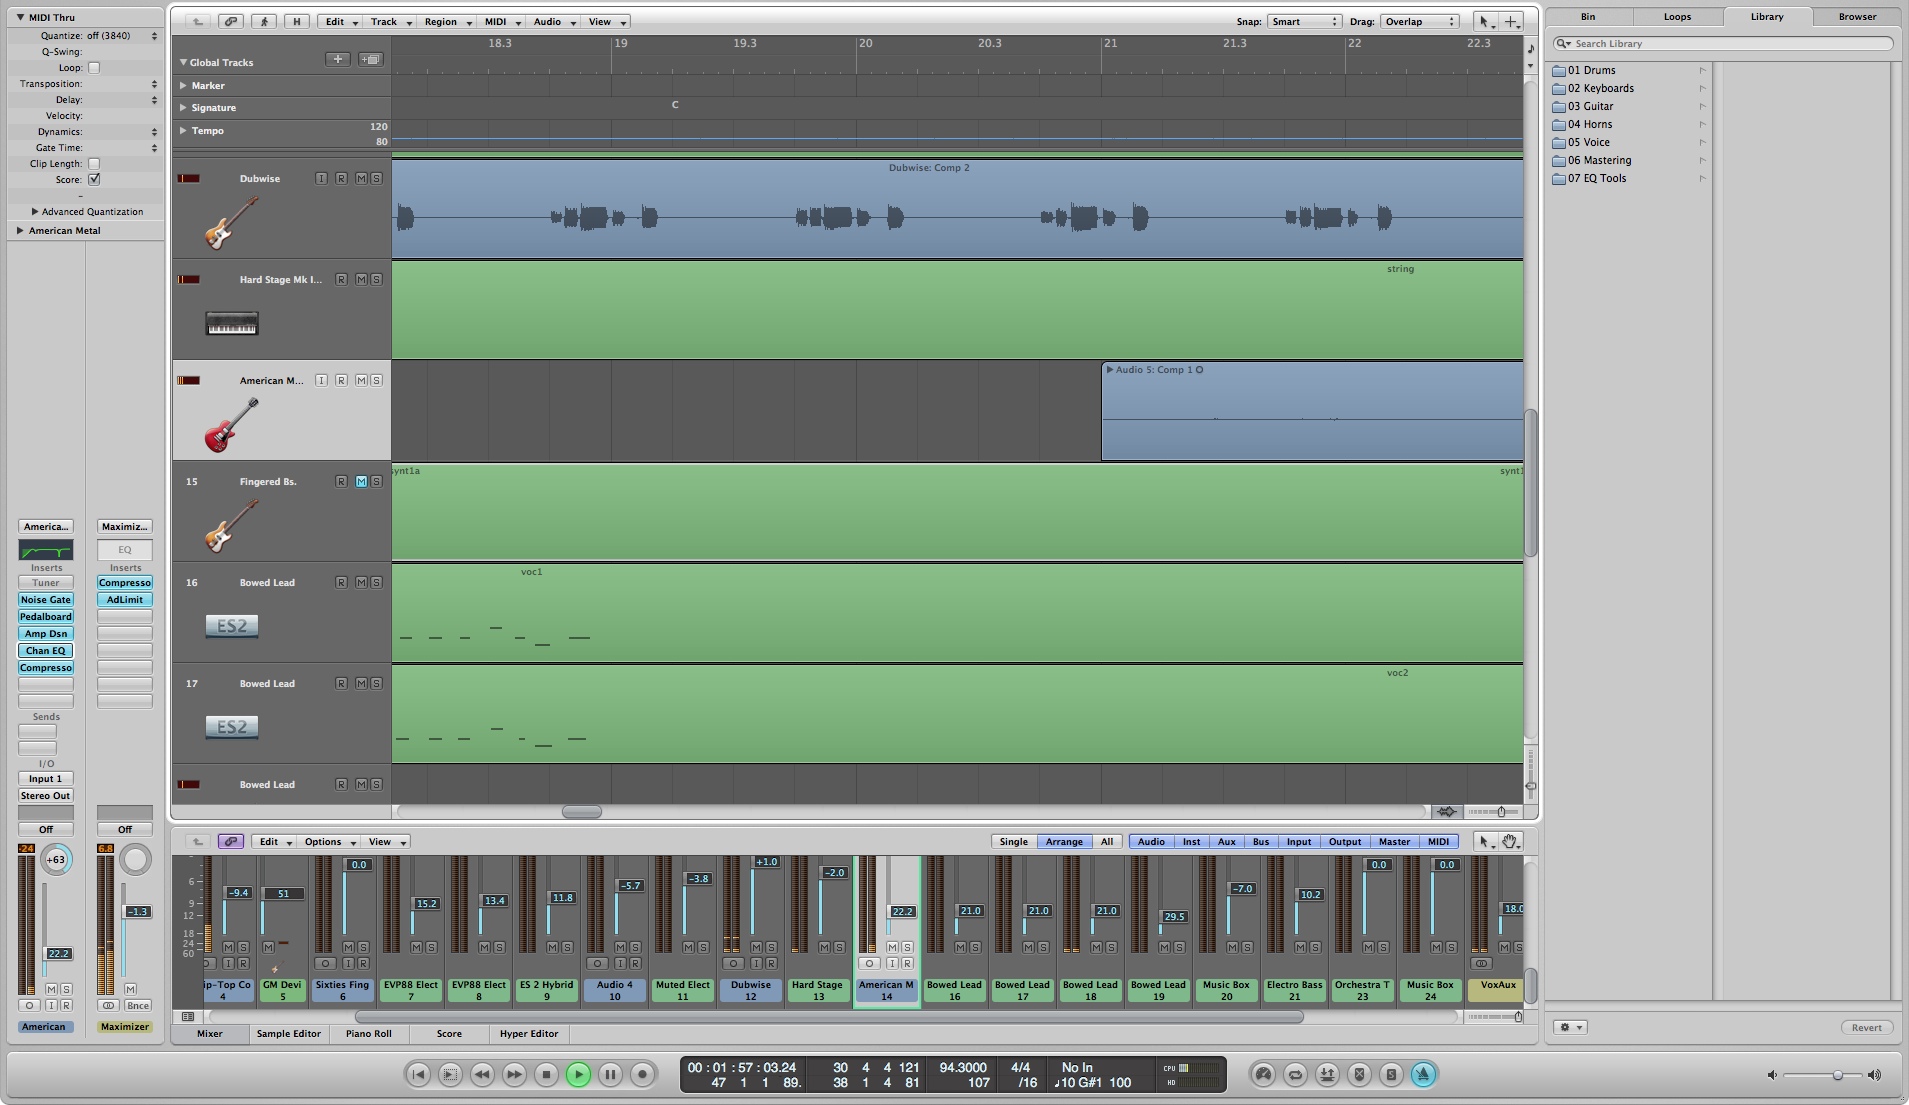 MIDI Thru
Quantize: off (3840)
Q-Swing:
Loop:
Transposition:
Delay:
Velocity:
Dynamics:
Gate Time:
Clip Length:
Score:
-
Advanced Quantization
American Metal
America... Maximiz...
EQ
Inserts Inserts
Tuner Compresso
Noise Gate AdLimit
Pedalboard
Amp Dsn
Chan EQ
Compresso
Sends
I/O
Input 1
Stereo Out
Off Off
-24 +63 6.8
-1.3
22.2
M S M
I R Bnce
American Maximizer
H Edit Track Region MIDI Audio View Snap: Smart Drag: Overlap
18.3 19 19.3 20 20.3 21 21.3 22 22.3
Global Tracks
Marker
Signature C
Tempo 120
80
Dubwise I R M S Dubwise: Comp 2
Hard Stage Mk I... R M S string
American M... I R M S Audio 5: Comp 1
15 Fingered Bs. R M S synt1a synt1
16 Bowed Lead R M S voc1
ES2
17 Bowed Lead R M S voc2
ES2
Bowed Lead R M S
Edit Options View Single Arrange All Audio Inst Aux Bus Input Output Master MIDI
6 9 12 18 24 60
-9.4 51 0.0 15.2 13.4 11.8 -5.7 -3.8 +1.0 -2.0 22.2 21.0 21.0 21.0 29.5 -7.0 10.2 0.0 0.0 18.0
M S M M S M S M S M S M S M S M S M S M S M S M S M S M S M S M S M S M S M S
I R I R I R I R I R
ip-Top Co GM Devi Sixties Fing EVP88 Elect EVP88 Elect ES 2 Hybrid Audio 4 Muted Elect Dubwise Hard Stage American M Bowed Lead Bowed Lead Bowed Lead Bowed Lead Music Box Electro Bass Orchestra T Music Box VoxAux
4 5 6 7 8 9 10 11 12 13 14 16 17 18 19 20 21 23 24
Mixer Sample Editor Piano Roll Score Hyper Editor
Bin Loops Library Browser
Search Library
01 Drums
02 Keyboards
03 Guitar
04 Horns
05 Voice
06 Mastering
07 EQ Tools
Revert
00 : 01 : 57 : 03.24 30 4 4 121 94.3000 4/4 No In CPU
47 1 1 89. 38 1 4 81 107 /16 10 G#1 100 HD
S